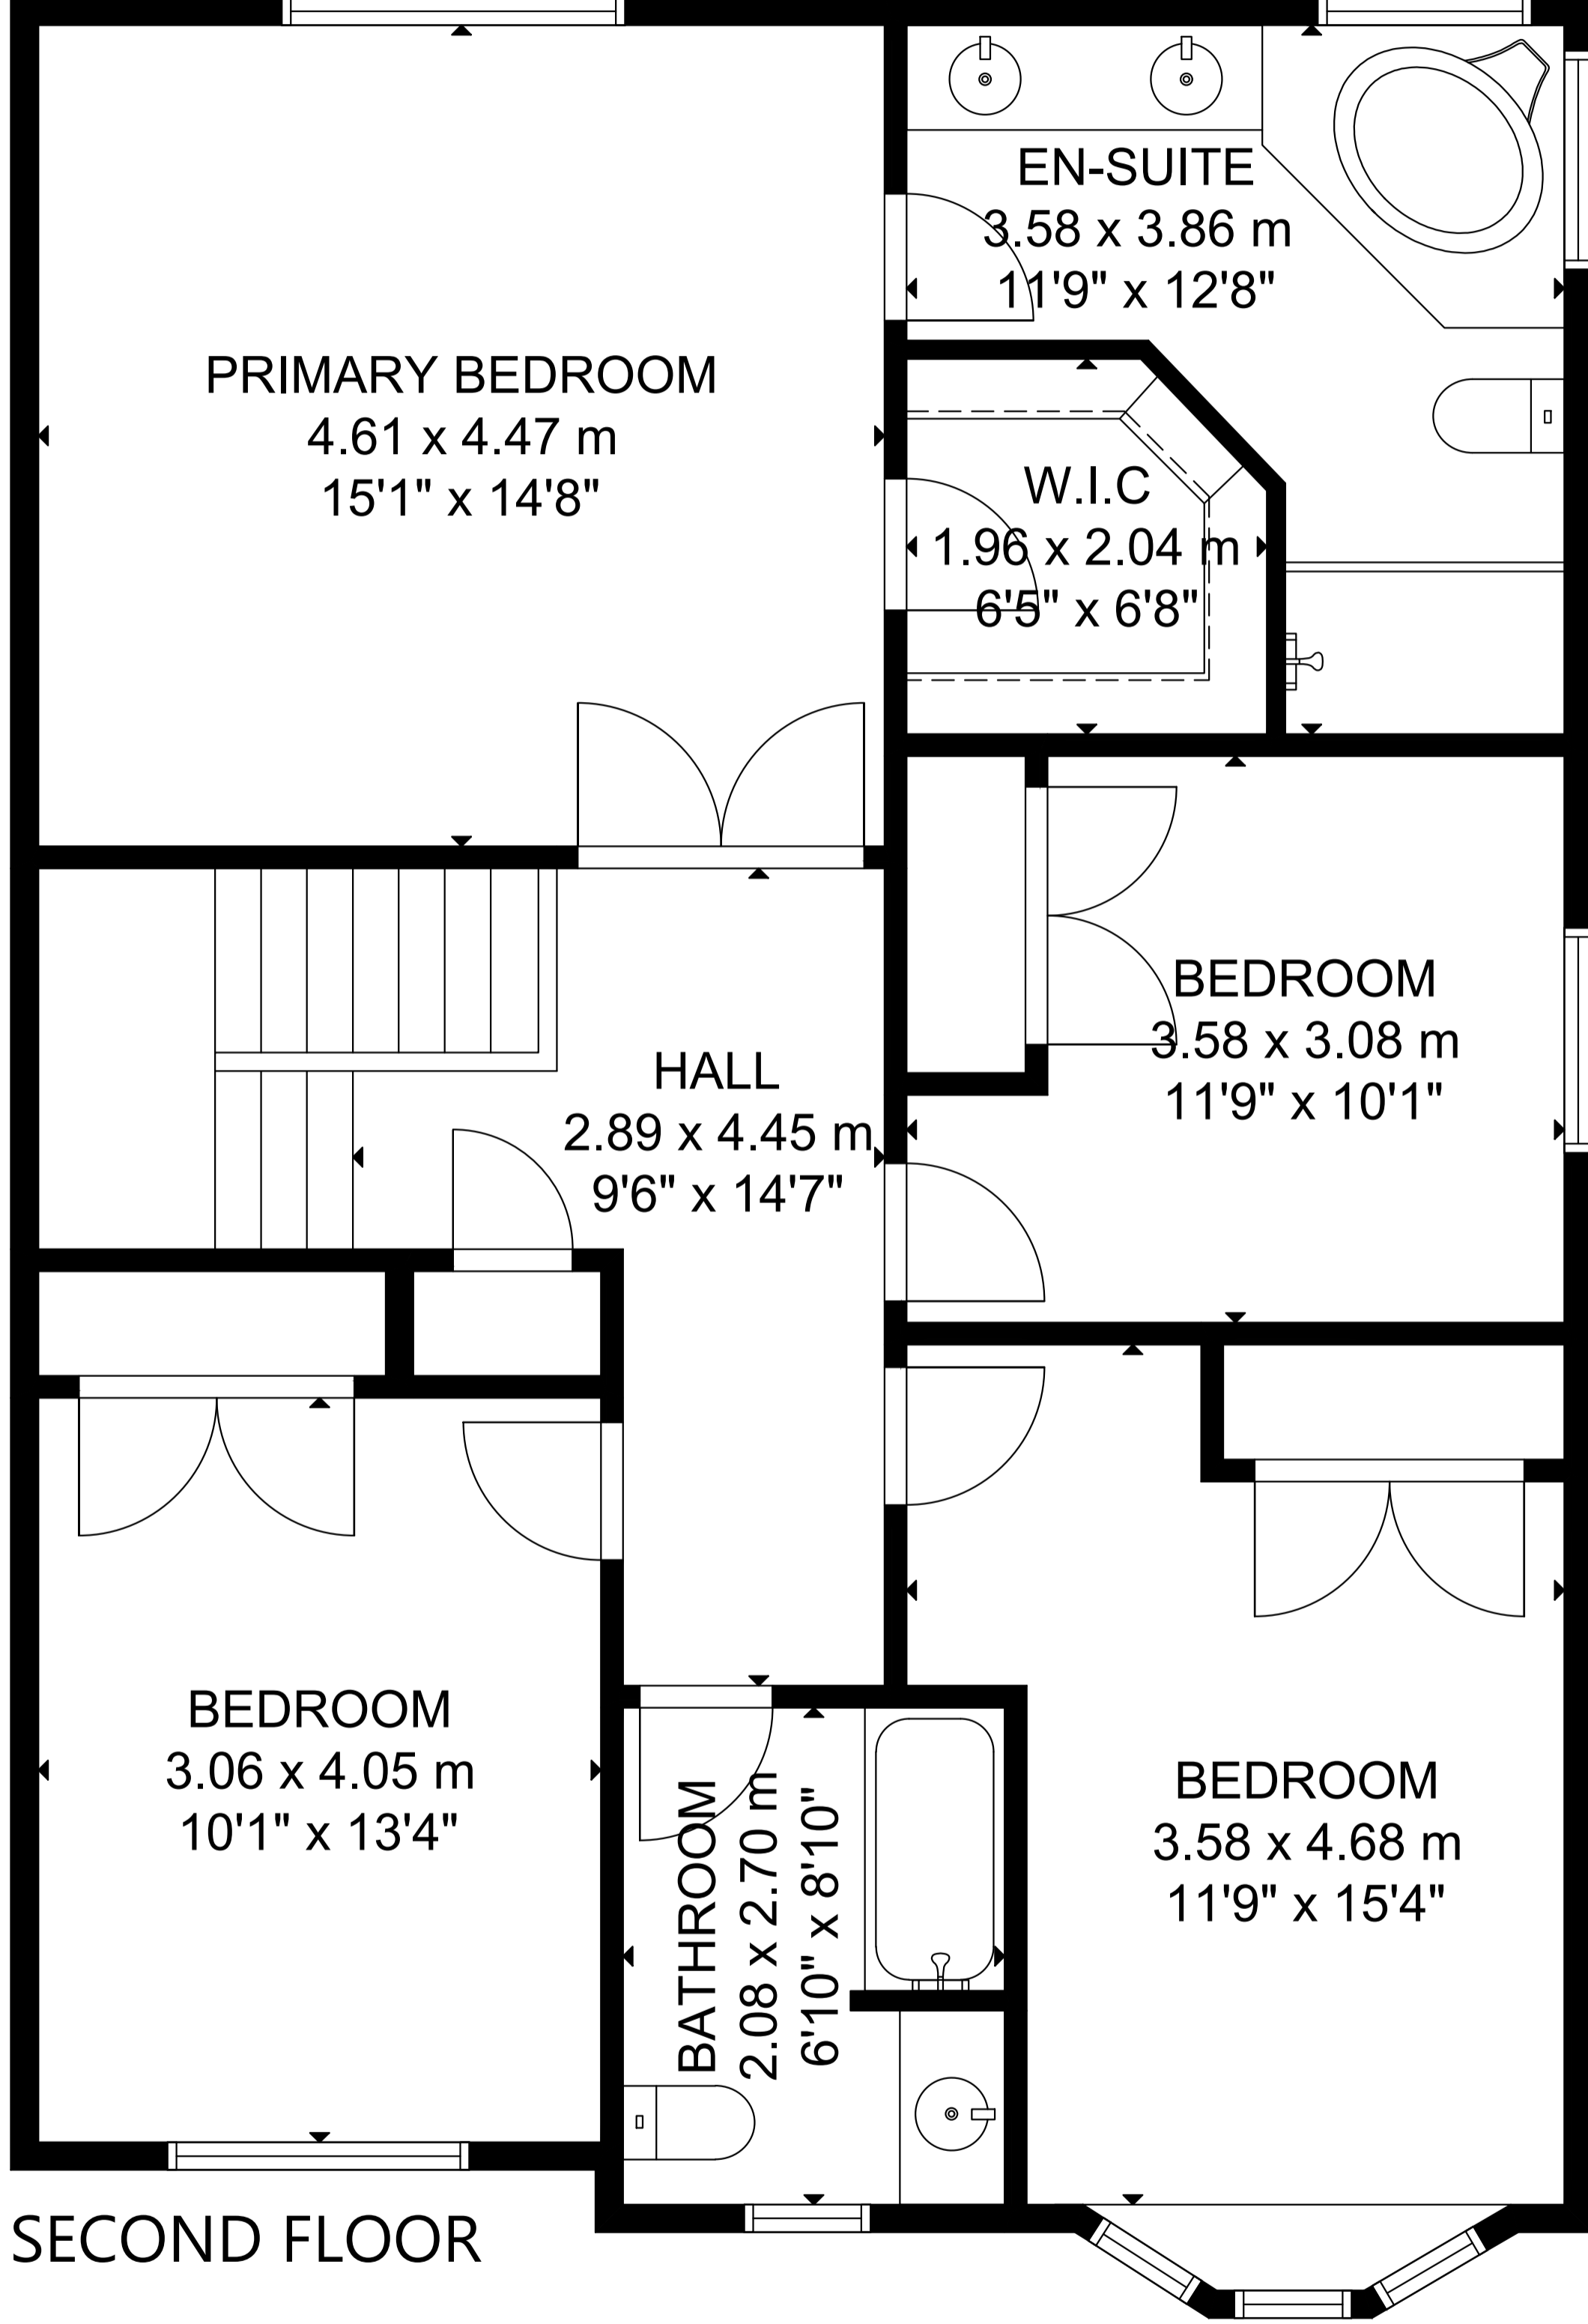 EN-SUITE
3.58 x 3.86 m
11'9" x 12'8"
PRIMARY BEDROOM
4.61 x 4.47 m
15'1" x 14'8"
W.I.C
1.96 x 2.04 m
6'5" x 6'8"
BEDROOM
3.58 x 3.08 m
11'9" x 10'1"
HALL
2.89 x 4.45 m
9'6" x 14'7"
BEDROOM
3.06 x 4.05 m
10'1" x 13'4"
BATHROOM
2.08 x 2.70 m
6'10" x 8'10"
BEDROOM
3.58 x 4.68 m
11'9" x 15'4"
SECOND FLOOR